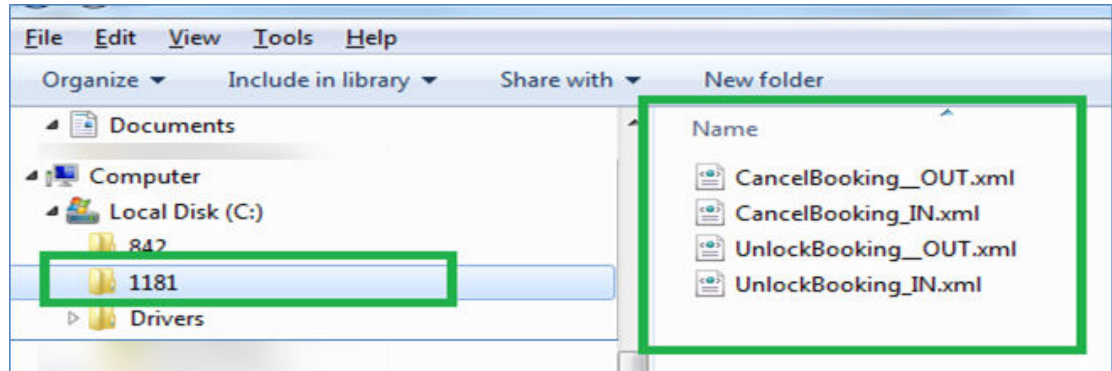 File Edit View Tools Help
Organize Include in library Share with New folder
Documents
Computer
Local Disk (C:)
842
1181
Drivers
Name
CancelBooking__OUT.xml
CancelBooking_IN.xml
UnlockBooking__OUT.xml
UnlockBooking_IN.xml